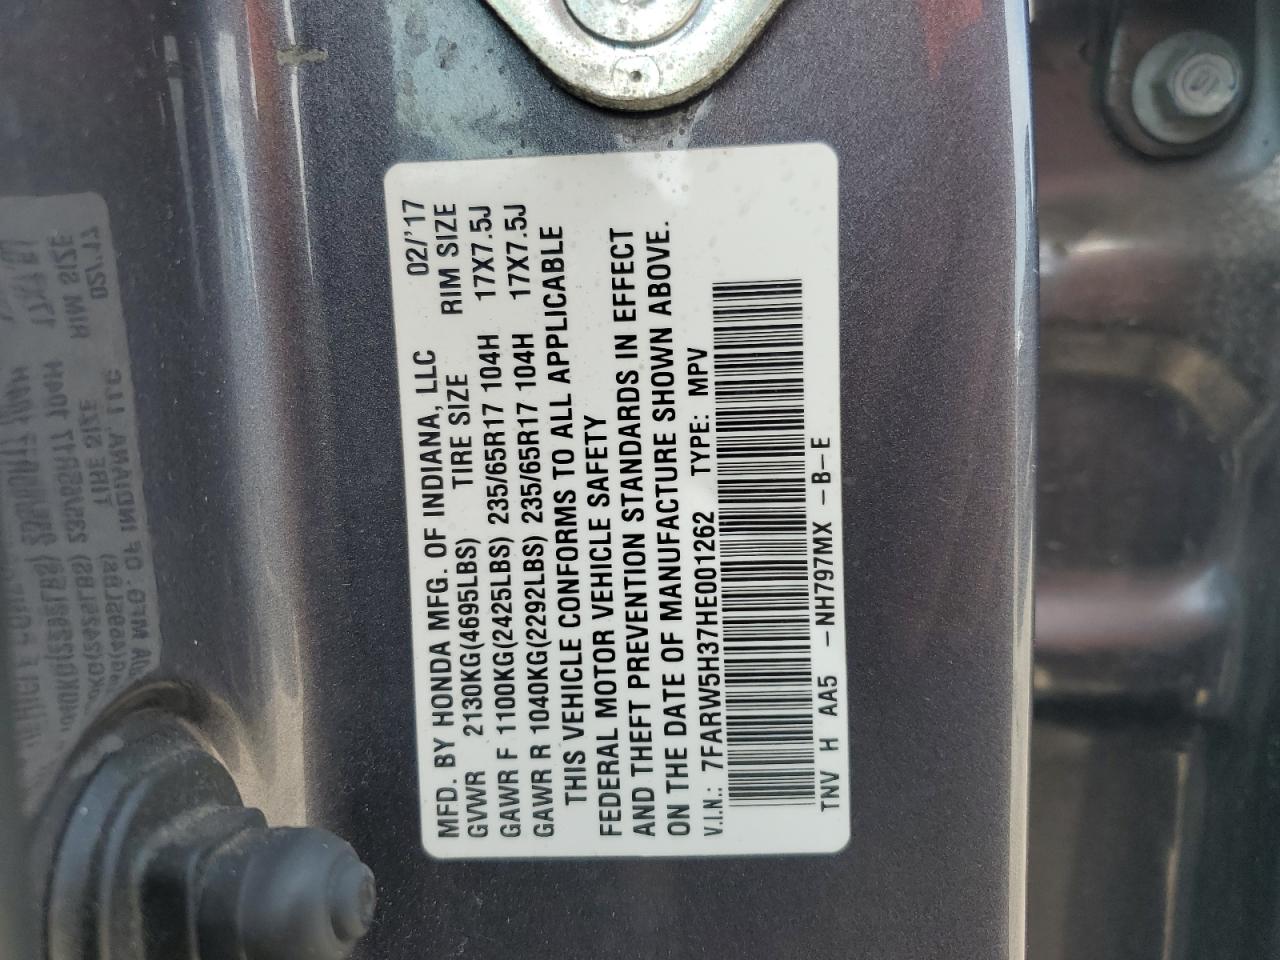 MFD. BY HONDA MFG. OF INDIANA, LLC 02/'17
GVWR 2130KG(4695LBS) TIRE SIZE RIM SIZE
GAWR F 1100KG(2425LBS) 235/65R17 104H 17X7.5J
GAWR R 1040KG(2292LBS) 235/65R17 104H 17X7.5J
THIS VEHICLE CONFORMS TO ALL APPLICABLE
FEDERAL MOTOR VEHICLE SAFETY
AND THEFT PREVENTION STANDARDS IN EFFECT
ON THE DATE OF MANUFACTURE SHOWN ABOVE.
V.I.N.: 7FARW5H37HE001262 TYPE: MPV
TNV H AA5 -NH797MX -B-E